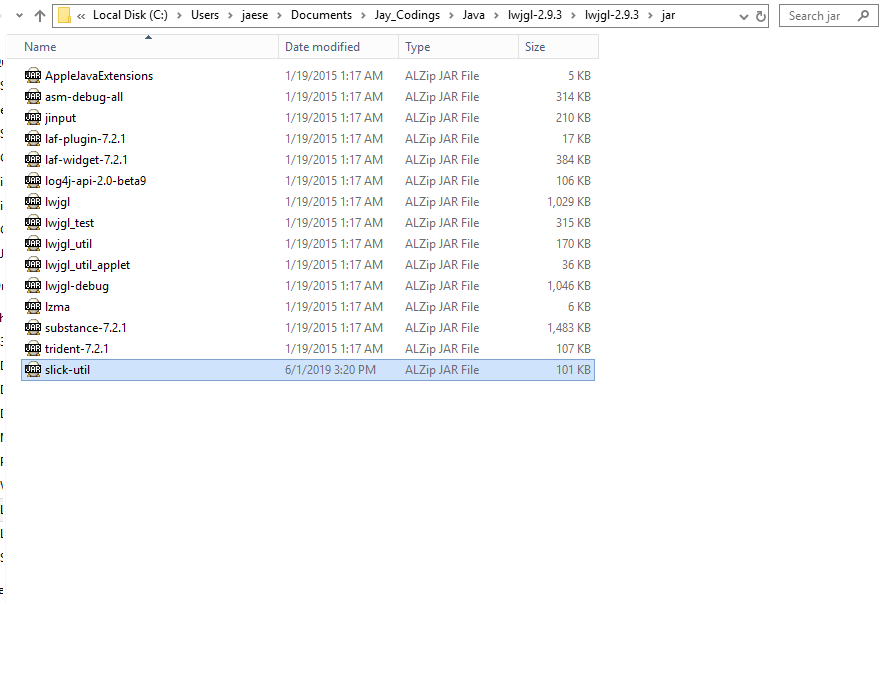 « Local Disk (C:) > Users > jaese > Documents > Jay_Codings > Java > lwjgl-2.9.3 > lwjgl-2.9.3 > jar Search jar
Name Date modified Type Size
AppleJavaExtensions 1/19/2015 1:17 AM ALZip JAR File 5 KB
asm-debug-all 1/19/2015 1:17 AM ALZip JAR File 314 KB
jinput 1/19/2015 1:17 AM ALZip JAR File 210 KB
laf-plugin-7.2.1 1/19/2015 1:17 AM ALZip JAR File 17 KB
laf-widget-7.2.1 1/19/2015 1:17 AM ALZip JAR File 384 KB
log4j-api-2.0-beta9 1/19/2015 1:17 AM ALZip JAR File 106 KB
lwjgl 1/19/2015 1:17 AM ALZip JAR File 1,029 KB
lwjgl_test 1/19/2015 1:17 AM ALZip JAR File 315 KB
lwjgl_util 1/19/2015 1:17 AM ALZip JAR File 170 KB
lwjgl_util_applet 1/19/2015 1:17 AM ALZip JAR File 36 KB
lwjgl-debug 1/19/2015 1:17 AM ALZip JAR File 1,046 KB
lzma 1/19/2015 1:17 AM ALZip JAR File 6 KB
substance-7.2.1 1/19/2015 1:17 AM ALZip JAR File 1,483 KB
trident-7.2.1 1/19/2015 1:17 AM ALZip JAR File 107 KB
slick-util 6/1/2019 3:20 PM ALZip JAR File 101 KB